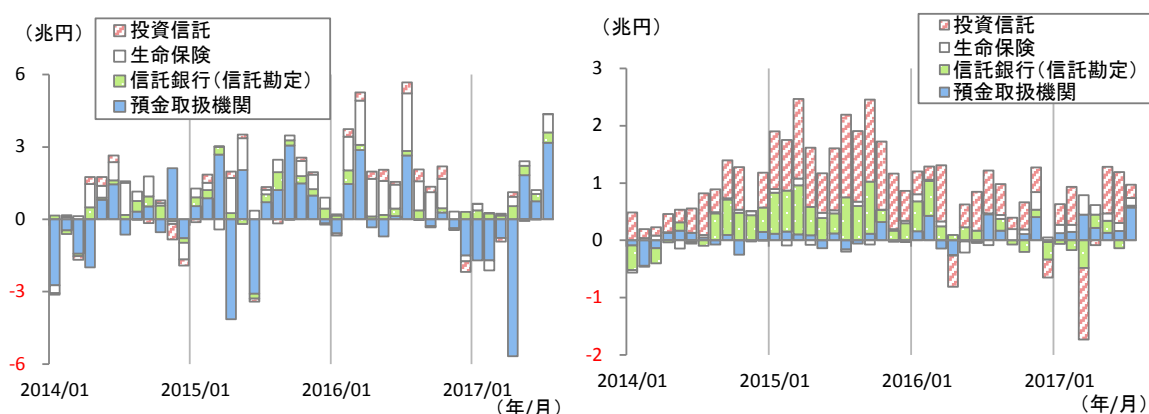 （兆円）
投資信託
生命保険
信託銀行（信託勘定）
預金取扱機関
6
3
0
-3
-6
2014/01 2015/01 2016/01 2017/01
（年/月）
（兆円）
投資信託
生命保険
信託銀行（信託勘定）
預金取扱機関
3
2
1
0
-1
-2
2014/01 2015/01 2016/01 2017/01
（年/月）